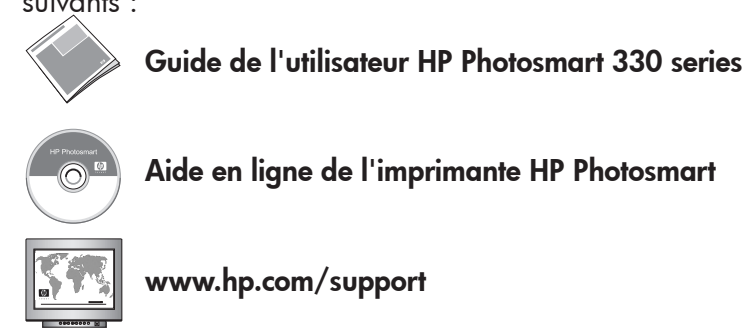 suivants :
Guide de l'utilisateur HP Photosmart 330 series
HP Photosmart
Aide en ligne de l'imprimante HP Photosmart
www.hp.com/support